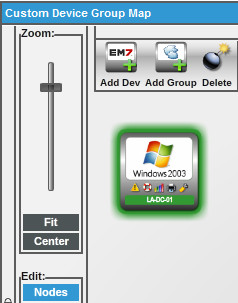 Custom Device Group Map
Zoom:
EM7
Add Dev Add Group Delete
Windows 2003
LA-DC-01
Fit
Center
Edit:
Nodes